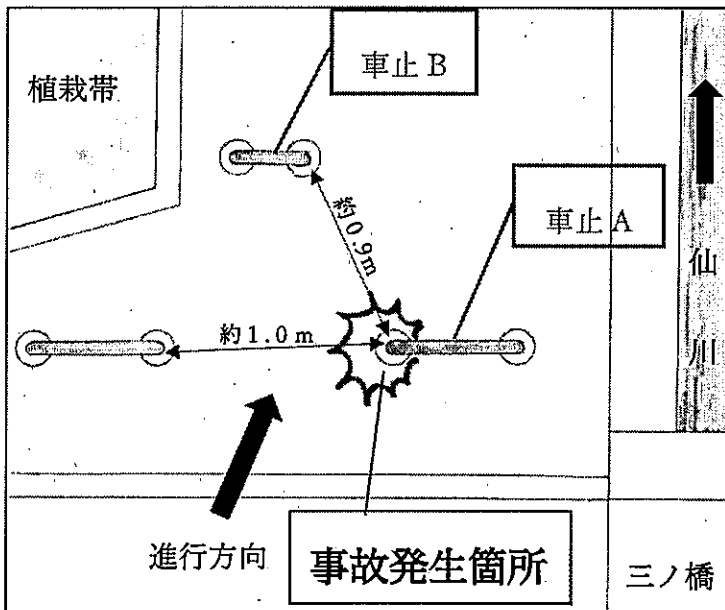 車止B
植栽帯
約0.9m
車止A
約1.0m
仙川
進行方向
事故発生箇所
三ノ橋